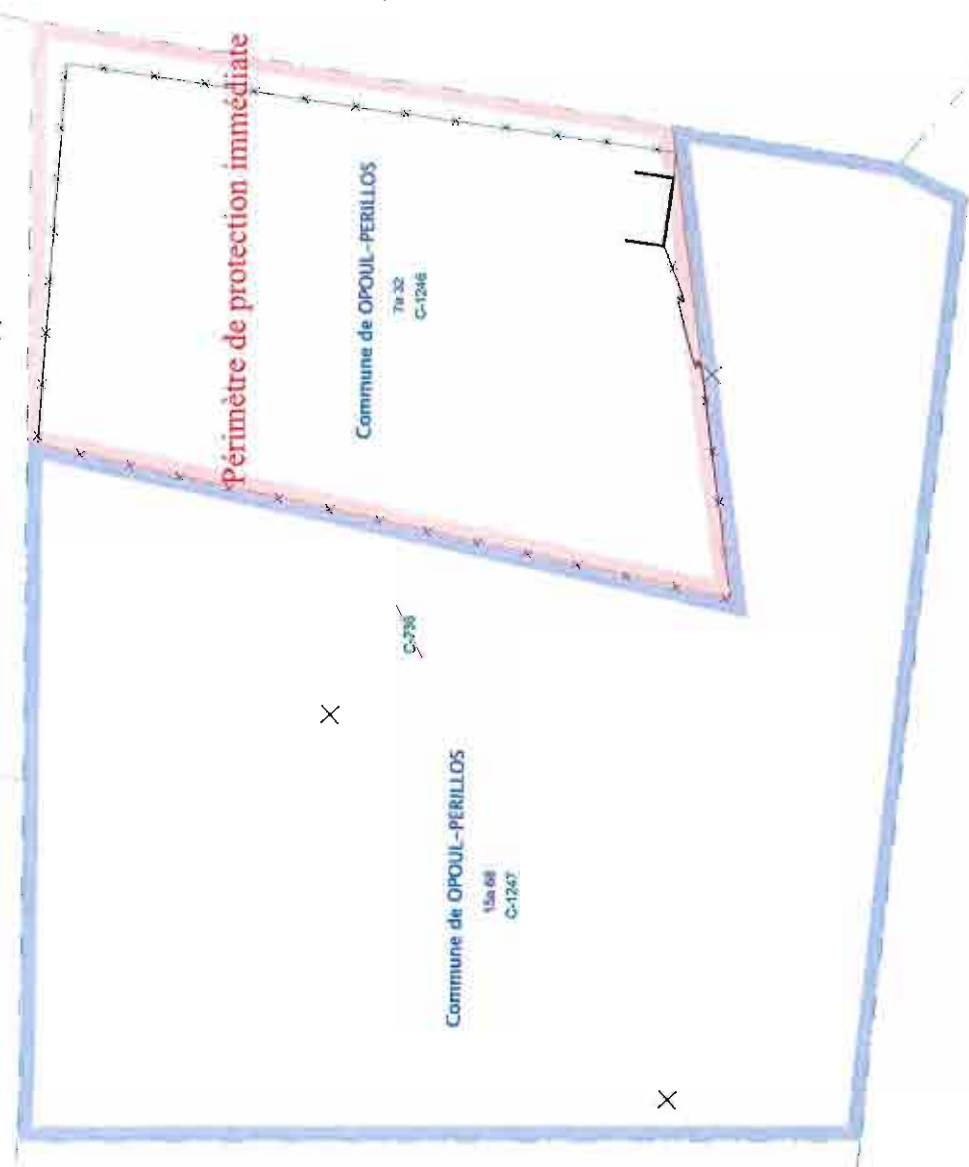 Périmètre de protection immédiate
Commune de OPOUL-PERILLOS
7a 32
C-1246
C-736
Commune de OPOUL-PERILLOS
15a 68
C-1247